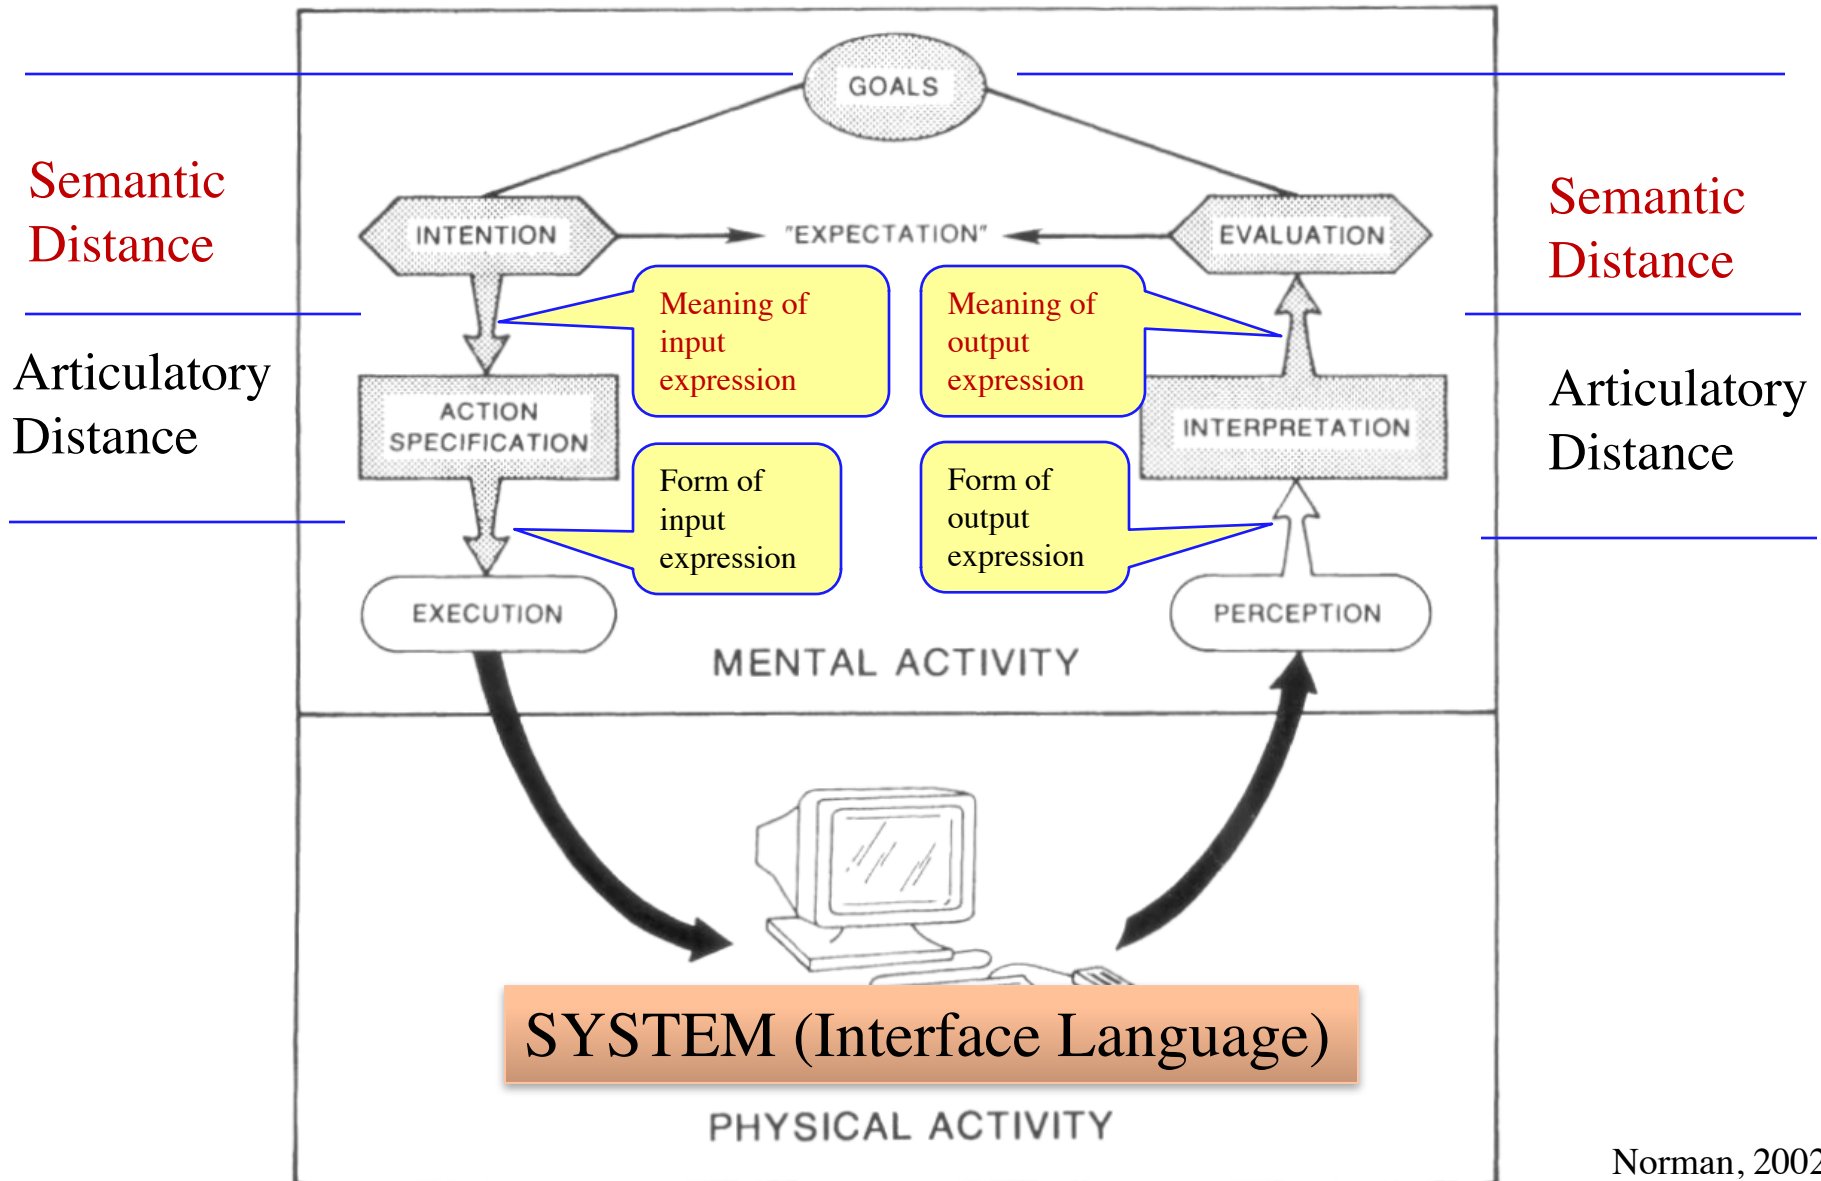 GOALS
Semantic
Distance
Semantic
Distance
INTENTION
"EXPECTATION"
EVALUATION
Meaning of
input
expression
Meaning of
output
expression
Articulatory
Distance
Articulatory
Distance
ACTION
SPECIFICATION
INTERPRETATION
Form of
input
expression
Form of
output
expression
EXECUTION
PERCEPTION
MENTAL ACTIVITY
SYSTEM (Interface Language)
PHYSICAL ACTIVITY
Norman, 2002